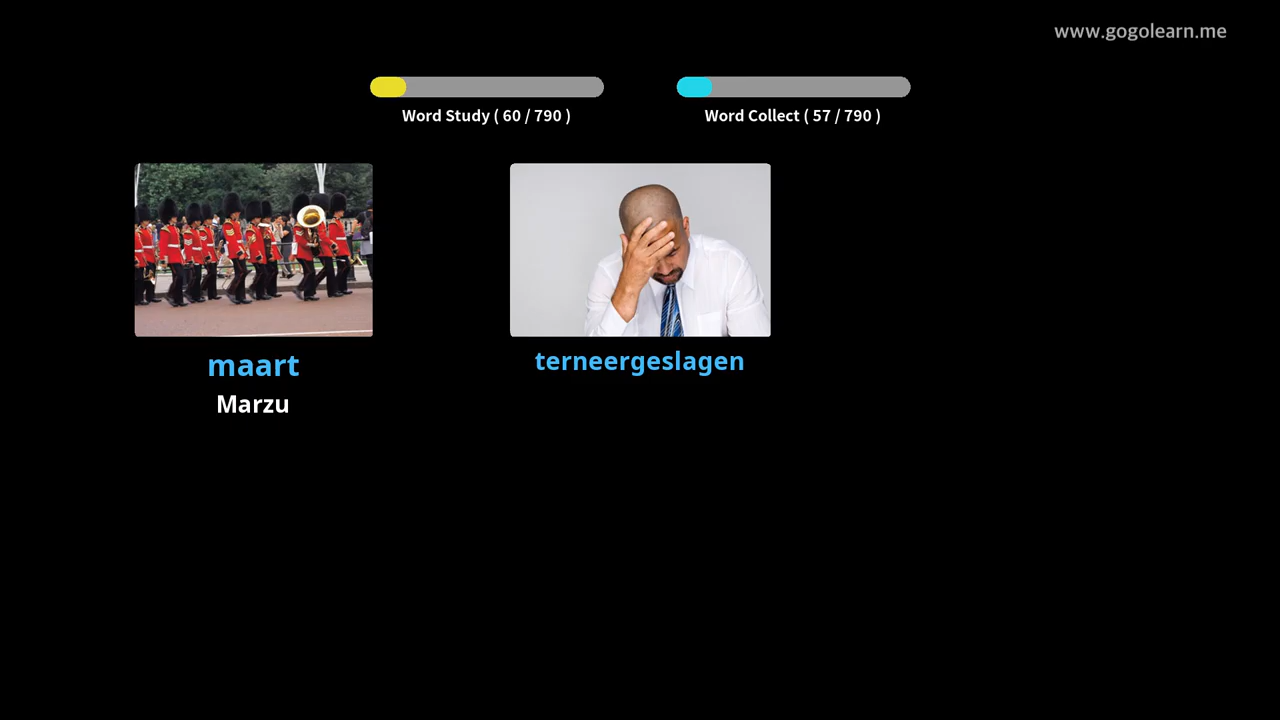 www.gogolearn.me
Word Study ( 60 / 790 )
Word Collect ( 57 / 790 )
maart
Marzu
terneergeslagen